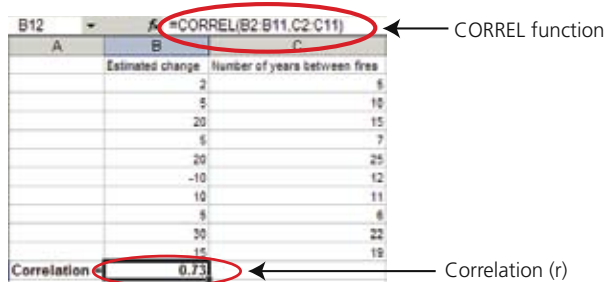 B12 fx =CORREL(B2:B11,C2:C11) CORREL function
A B C
Estimated change Number of years between fires
2 5
5 10
20 15
5 7
20 25
-10 12
10 11
5 6
30 22
15 19
Correlation = 0.73 Correlation (r)